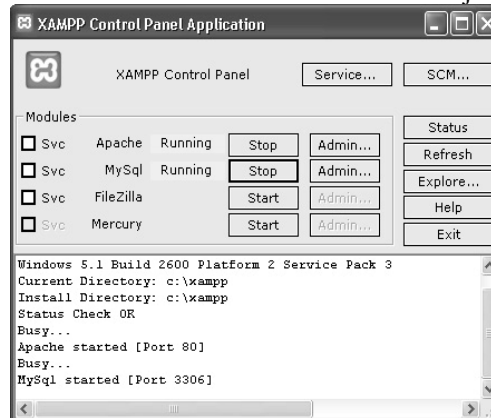 XAMPP Control Panel Application
XAMPP Control Panel Service... SCM...
Modules
Svc Apache Running Stop Admin...
Svc MySql Running Stop Admin...
Svc FileZilla Start Admin...
Svc Mercury Start Admin...
Status
Refresh
Explore...
Help
Exit
Windows 5.1 Build 2600 Platform 2 Service Pack 3
Current Directory: c:\xampp
Install Directory: c:\xampp
Status Check OK
Busy...
Apache started [Port 80]
Busy...
MySql started [Port 3306]